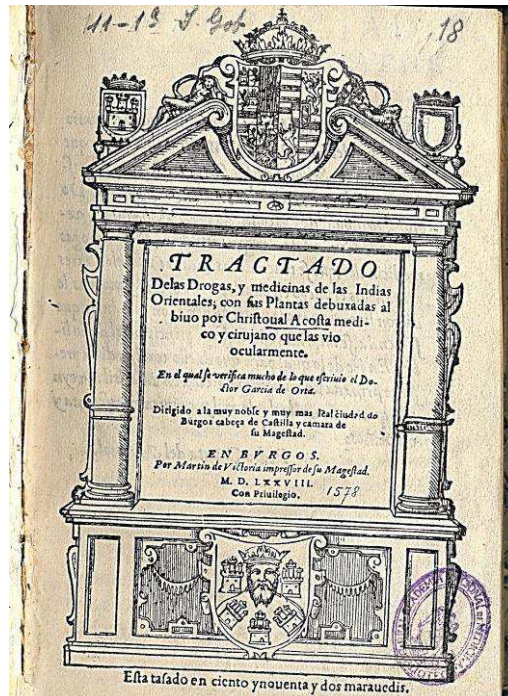 11-1ª J. Got
18
TRACTADO
Delas Drogas, y medicinas de las Indias
Orientales, con sus Plantas debuxadas al
biuo por Christoual Acosta medi-
co y cirujano que las vio
ocularmente.
En el qual se verifica mucho de lo que escriuio el Do-
ctor Garcia de Orta.
Dirigido a la muy noble y muy mas leal ciudad de
Burgos cabeça de Castilla y camara de
su Magestad.
EN BVRGOS.
Por Martin de Victoria impressor de su Magestad.
M. D. LXXVIII.
Con Priuilegio.
1578
Esta tasado en ciento ynouenta y dos marauedis.